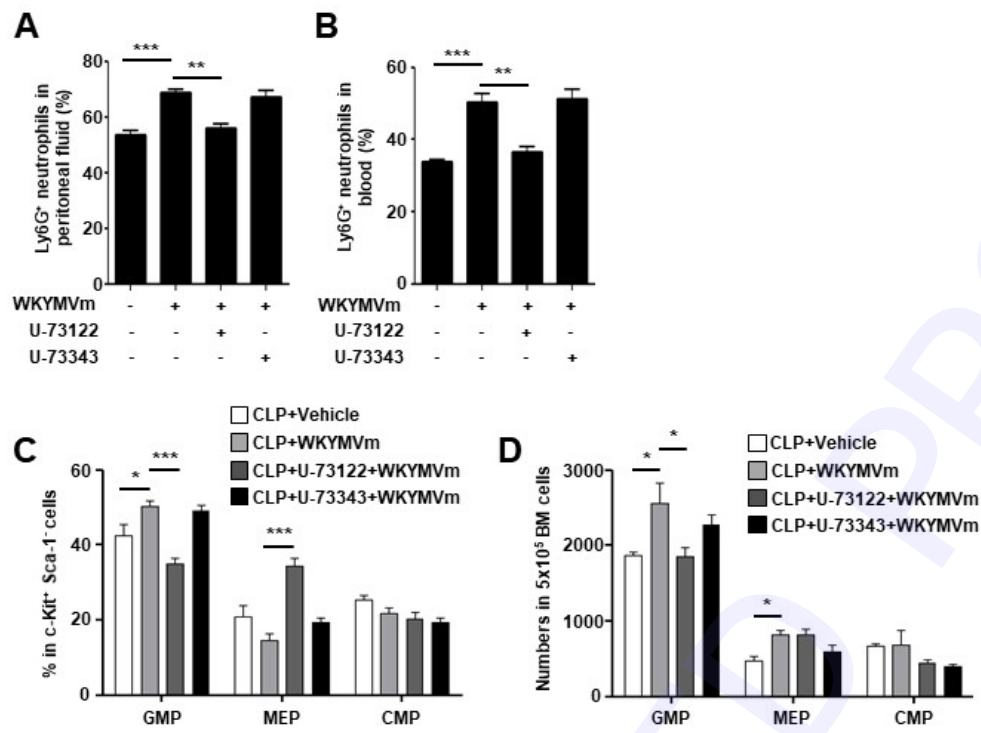 A
Ly6G⁺ neutrophils in
peritoneal fluid (%)
80
60
40
20
0
***
**
WKYMVm - + + +
U-73122 - - + -
U-73343 - - - +
B
Ly6G⁺ neutrophils in
blood (%)
60
40
20
0
***
**
WKYMVm - + + +
U-73122 - - + -
U-73343 - - - +
C
CLP+Vehicle
CLP+WKYMVm
CLP+U-73122+WKYMVm
CLP+U-73343+WKYMVm
% in c-Kit⁺ Sca-1⁻ cells
60
40
20
0
*
***
***
GMP MEP CMP
D
CLP+Vehicle
CLP+WKYMVm
CLP+U-73122+WKYMVm
CLP+U-73343+WKYMVm
Numbers in 5x10⁵ BM cells
3000
2000
1000
0
*
*
*
GMP MEP CMP